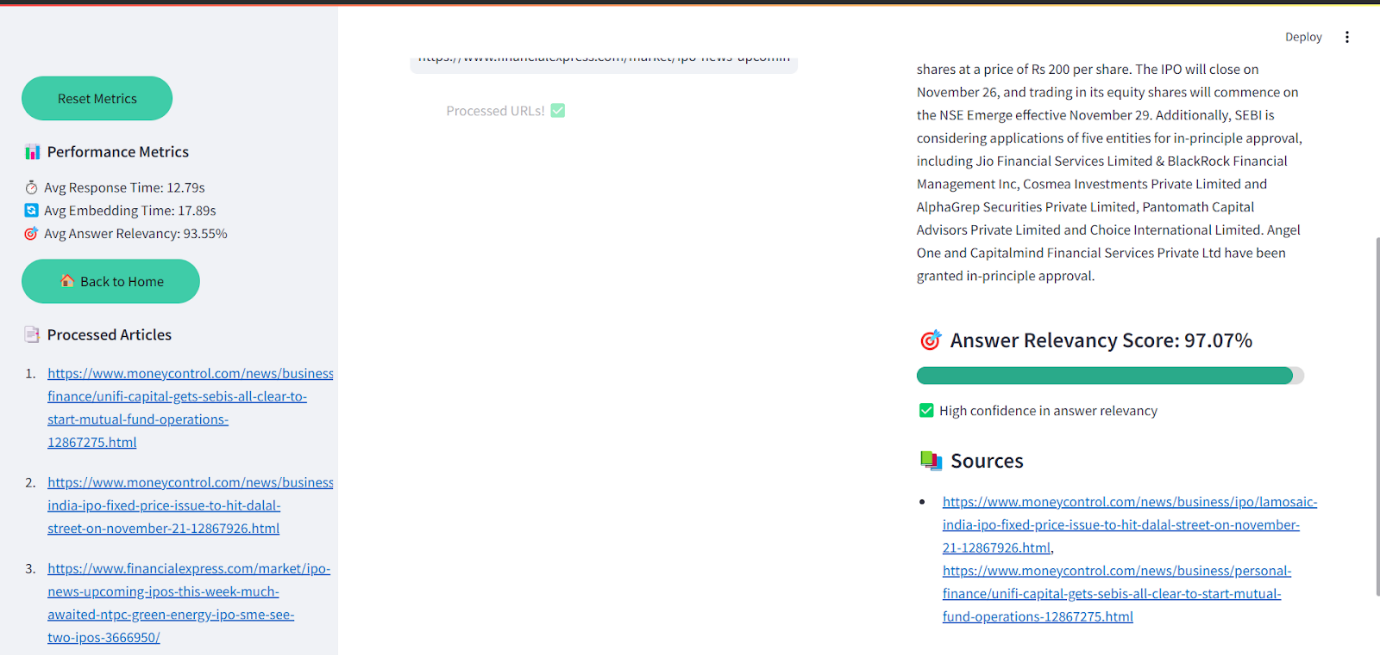 Deploy
Reset Metrics
Performance Metrics
Avg Response Time: 12.79s
Avg Embedding Time: 17.89s
Avg Answer Relevancy: 93.55%
Back to Home
Processed Articles
1. https://www.moneycontrol.com/news/business
finance/unifi-capital-gets-sebis-all-clear-to-
start-mutual-fund-operations-
12867275.html
2. https://www.moneycontrol.com/news/business
india-ipo-fixed-price-issue-to-hit-dalal-
street-on-november-21-12867926.html
3. https://www.financialexpress.com/market/ipo-
news-upcoming-ipos-this-week-much-
awaited-ntpc-green-energy-ipo-sme-see-
two-ipos-3666950/
https://www.financialexpress.com/market/ipo-news-upcomin
Processed URLs!
shares at a price of Rs 200 per share. The IPO will close on
November 26, and trading in its equity shares will commence on
the NSE Emerge effective November 29. Additionally, SEBI is
considering applications of five entities for in-principle approval,
including Jio Financial Services Limited & BlackRock Financial
Management Inc, Cosmea Investments Private Limited and
AlphaGrep Securities Private Limited, Pantomath Capital
Advisors Private Limited and Choice International Limited. Angel
One and Capitalmind Financial Services Private Ltd have been
granted in-principle approval.
Answer Relevancy Score: 97.07%
High confidence in answer relevancy
Sources
https://www.moneycontrol.com/news/business/ipo/lamosaic-
india-ipo-fixed-price-issue-to-hit-dalal-street-on-november-
21-12867926.html,
https://www.moneycontrol.com/news/business/personal-
finance/unifi-capital-gets-sebis-all-clear-to-start-mutual-
fund-operations-12867275.html